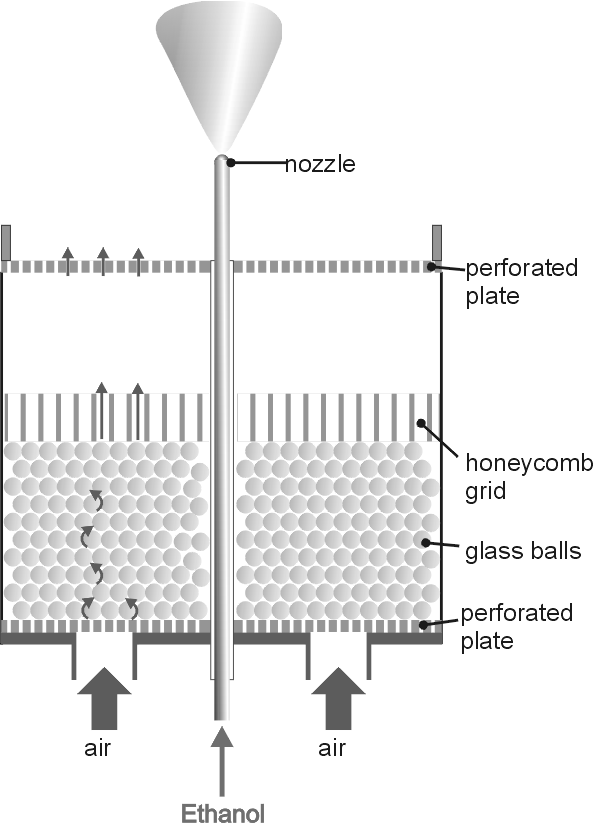 nozzle
perforated
plate
honeycomb
grid
glass balls
perforated
plate
air
air
Ethanol